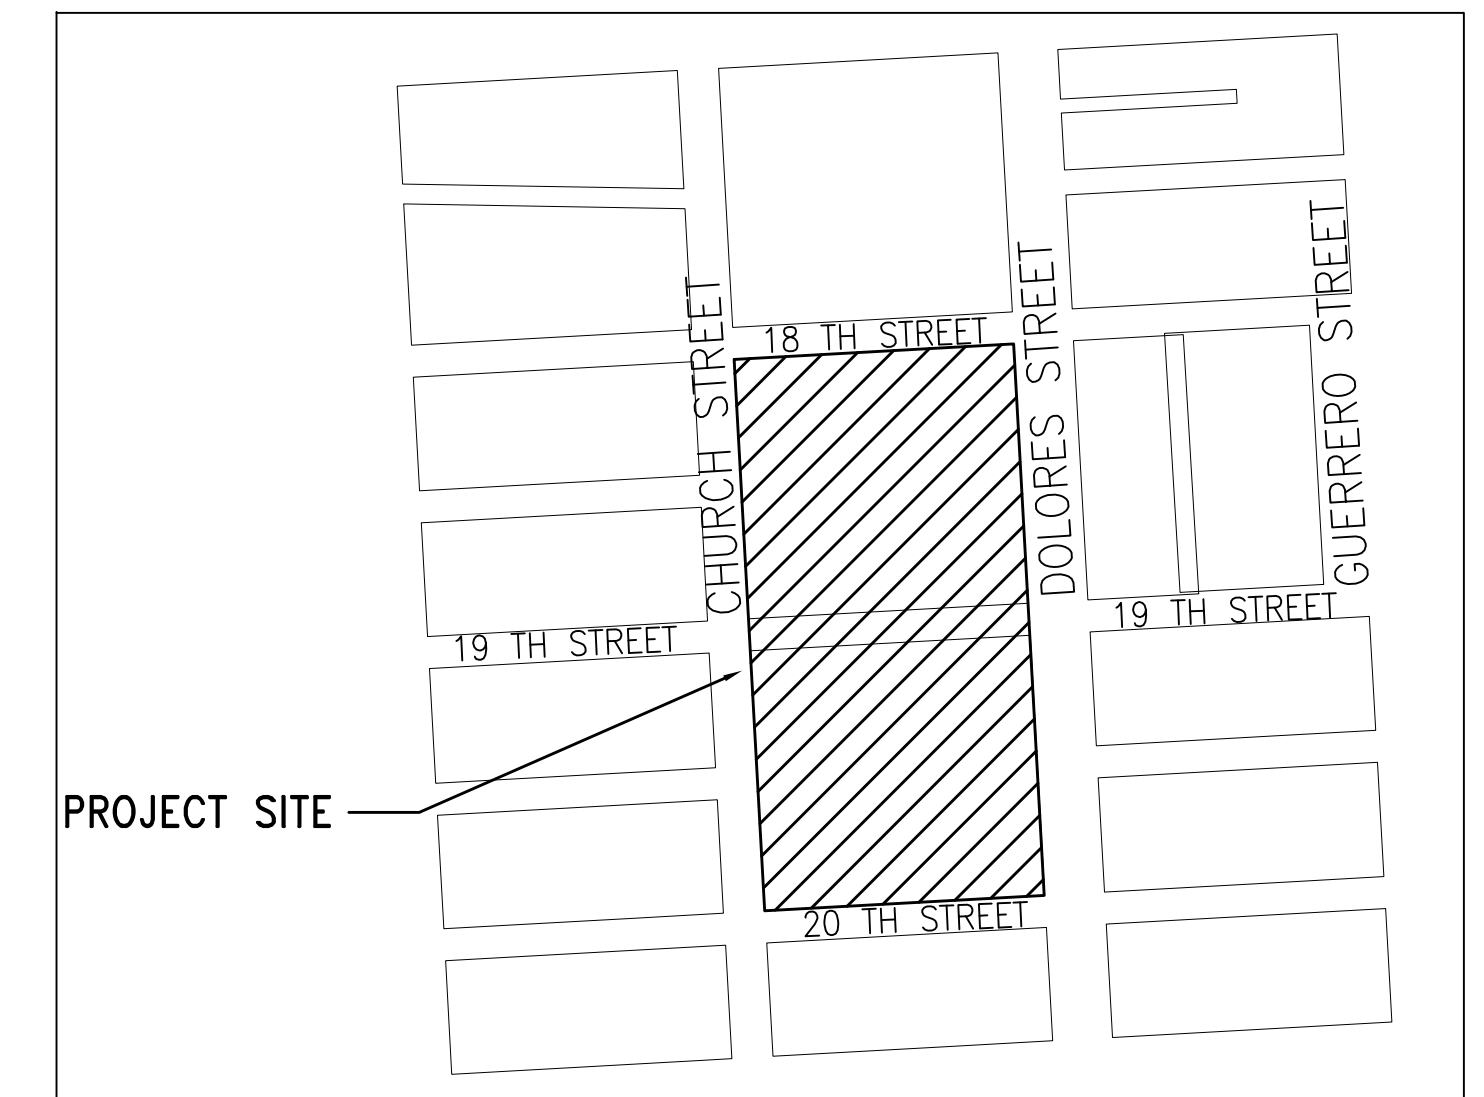 18 TH STREET
CHURCH STREET
DOLORES STREET
GUERRERO STREET
19 TH STREET
19 TH STREET
PROJECT SITE
20 TH STREET